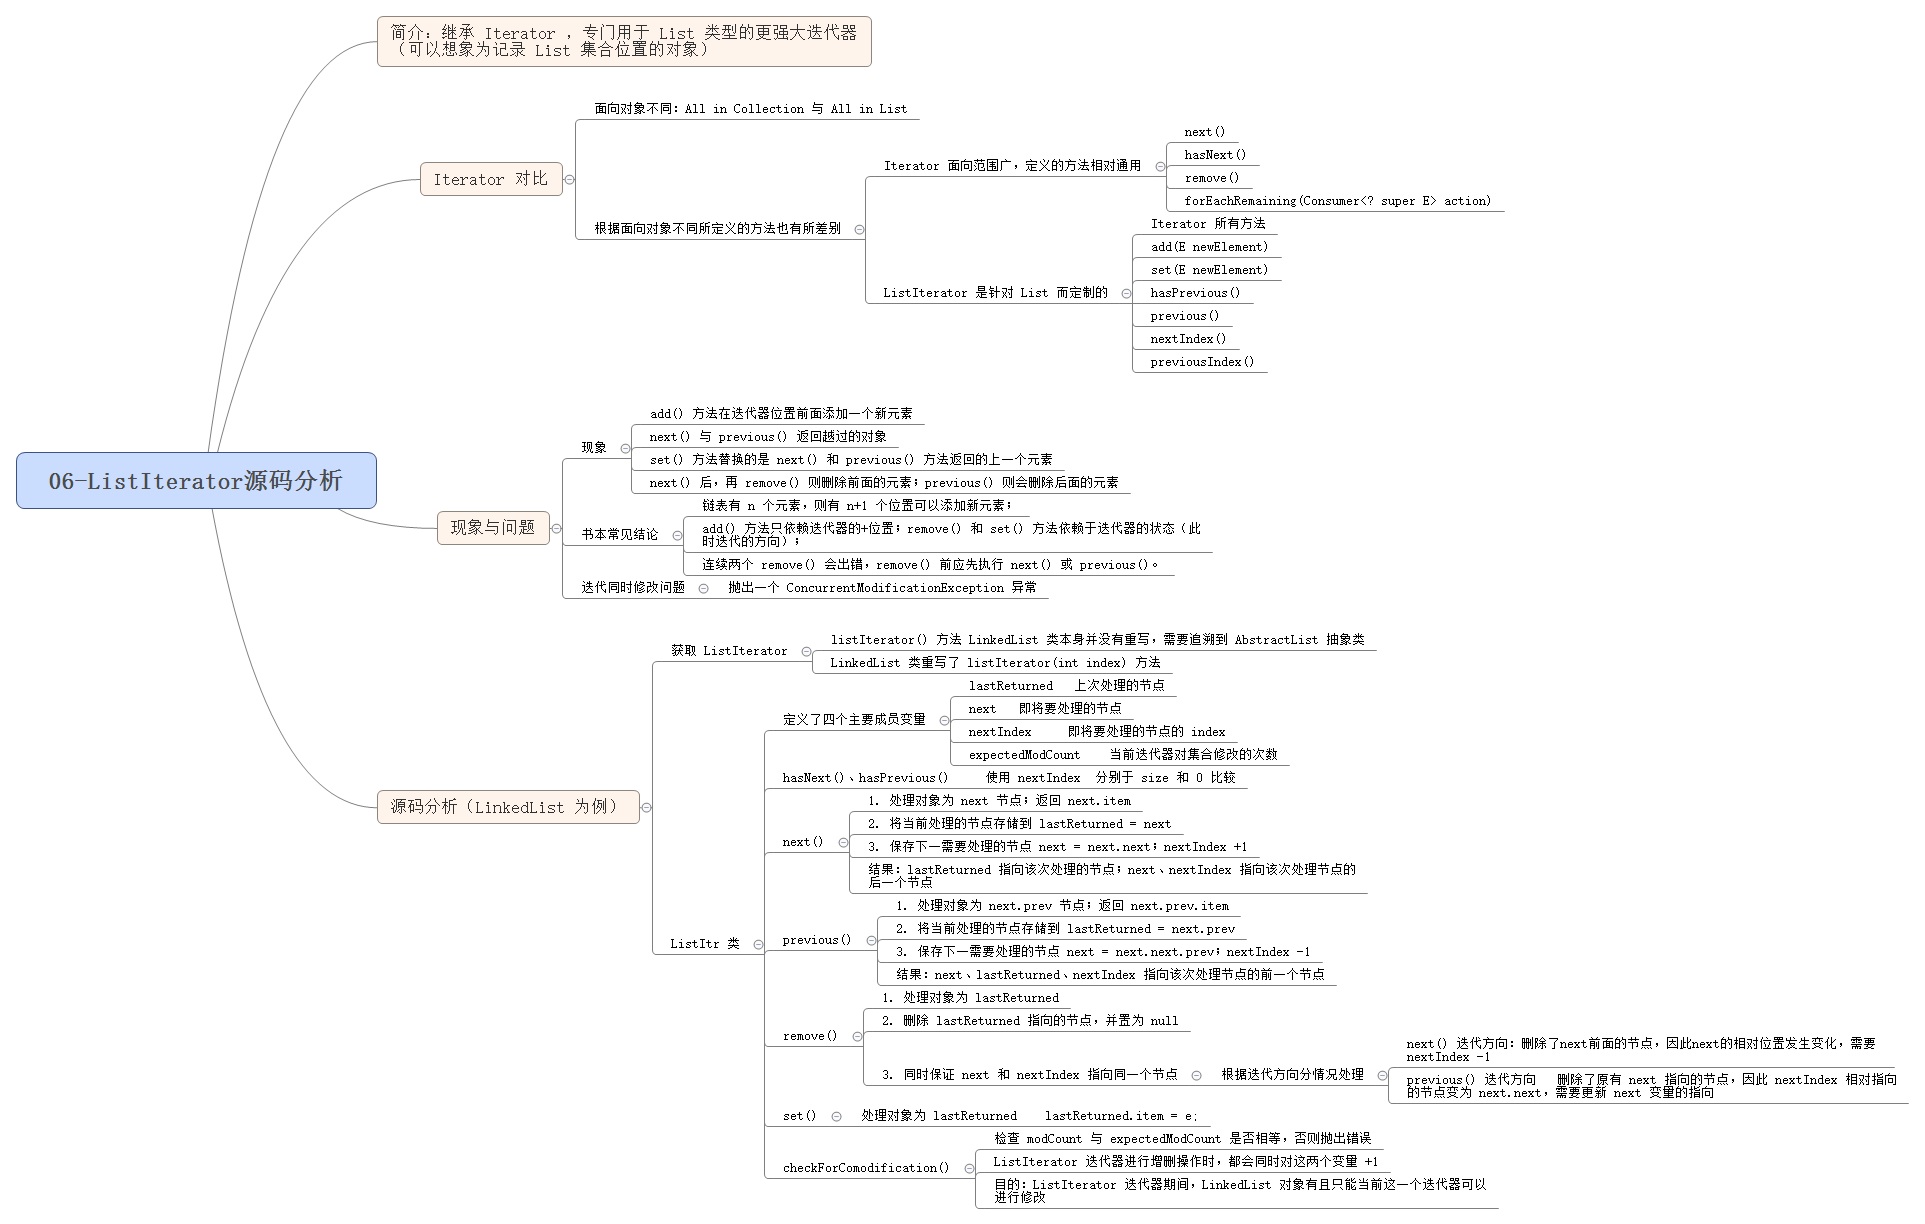 简介：继承 Iterator ，专门用于 List 类型的更强大迭代器
（可以想象为记录 List 集合位置的对象）
Iterator 对比
面向对象不同：All in Collection 与 All in List
根据面向对象不同所定义的方法也有所差别
Iterator 面向范围广，定义的方法相对通用
next()
hasNext()
remove()
forEachRemaining(Consumer<? super E> action)
ListIterator 是针对 List 而定制的
Iterator 所有方法
add(E newElement)
set(E newElement)
hasPrevious()
previous()
nextIndex()
previousIndex()
06-ListIterator源码分析
现象与问题
现象
add() 方法在迭代器位置前面添加一个新元素
next() 与 previous() 返回越过的对象
set() 方法替换的是 next() 和 previous() 方法返回的上一个元素
next() 后，再 remove() 则删除前面的元素；previous() 则会删除后面的元素
书本常见结论
链表有 n 个元素，则有 n+1 个位置可以添加新元素；
add() 方法只依赖迭代器的+位置；remove() 和 set() 方法依赖于迭代器的状态（此
时迭代的方向）；
连续两个 remove() 会出错，remove() 前应先执行 next() 或 previous()。
迭代同时修改问题
抛出一个 ConcurrentModificationException 异常
源码分析（LinkedList 为例）
获取 ListIterator
listIterator() 方法 LinkedList 类本身并没有重写，需要追溯到 AbstractList 抽象类
LinkedList 类重写了 listIterator(int index) 方法
ListItr 类
定义了四个主要成员变量
lastReturned 上次处理的节点
next 即将要处理的节点
nextIndex 即将要处理的节点的 index
expectedModCount 当前迭代器对集合修改的次数
hasNext()、hasPrevious() 使用 nextIndex 分别于 size 和 0 比较
next()
1. 处理对象为 next 节点；返回 next.item
2. 将当前处理的节点存储到 lastReturned = next
3. 保存下一需要处理的节点 next = next.next；nextIndex +1
结果：lastReturned 指向该次处理的节点；next、nextIndex 指向该次处理节点的
后一个节点
previous()
1. 处理对象为 next.prev 节点；返回 next.prev.item
2. 将当前处理的节点存储到 lastReturned = next.prev
3. 保存下一需要处理的节点 next = next.next.prev；nextIndex -1
结果：next、lastReturned、nextIndex 指向该次处理节点的前一个节点
remove()
1. 处理对象为 lastReturned
2. 删除 lastReturned 指向的节点，并置为 null
3. 同时保证 next 和 nextIndex 指向同一个节点
根据迭代方向分情况处理
next() 迭代方向：删除了next前面的节点，因此next的相对位置发生变化，需要
nextIndex -1
previous() 迭代方向 删除了原有 next 指向的节点，因此 nextIndex 相对指向
的节点变为 next.next，需要更新 next 变量的指向
set()
处理对象为 lastReturned lastReturned.item = e;
checkForComodification()
检查 modCount 与 expectedModCount 是否相等，否则抛出错误
ListIterator 迭代器进行增删操作时，都会同时对这两个变量 +1
目的：ListIterator 迭代器期间，LinkedList 对象有且只能当前这一个迭代器可以
进行修改